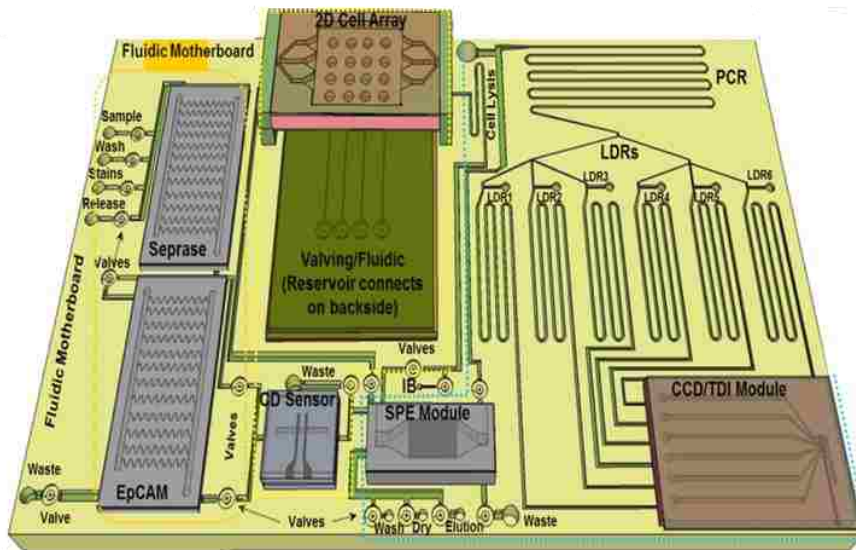 2D Cell Array
Fluidic Motherboard
PCR
Cell Lysis
Sample
Wash
Stains
Release
LDRs
LDR1
LDR2
LDR3
LDR4
LDR5
LDR6
Seprase
Valves
Valving/Fluidic
(Reservoir connects
on backside)
Fluidic Motherboard
Valves
Waste
IB
CD Sensor
SPE Module
CCD/TDI Module
Valves
Waste
EpCAM
Valve
Valves
Wash
Dry
Elution
Waste